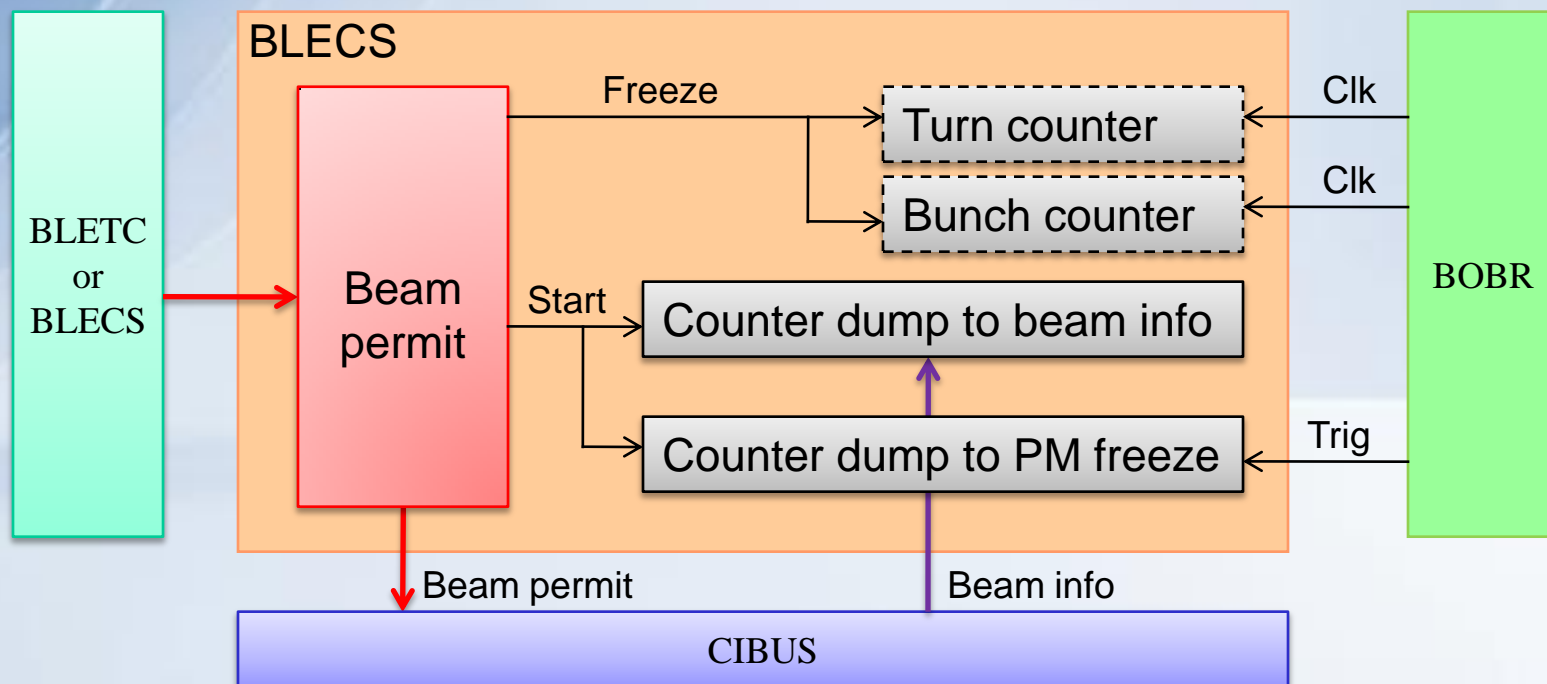 BLECS
Freeze
Clk
Turn counter
Clk
Bunch counter
BLETC
or
BLECS
Beam
permit
BOBR
Start
Counter dump to beam info
Trig
Counter dump to PM freeze
Beam permit
Beam info
CIBUS